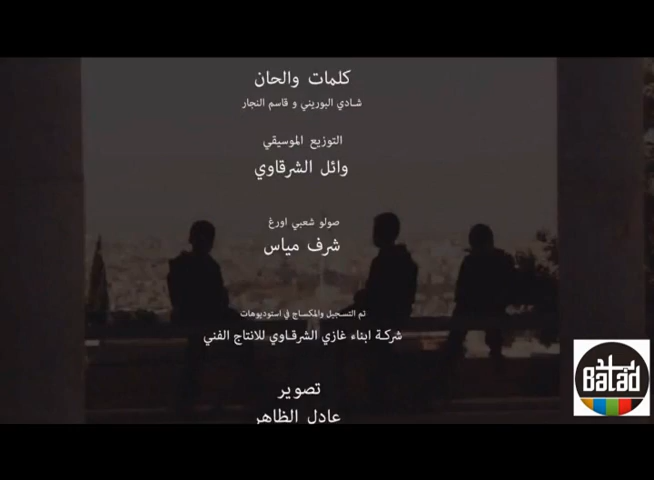 كلمات والحان
شادي البوريني و قاسم النجار
التوزيع الموسيقي
وائل الشرقاوي
صولو شعبي اورغ
شرف مياس
تم التسجيل والمكساج في استوديوهات
شركة ابناء غازي الشرقاوي للانتاج الفني
تصوير
عادل الظاهر
بلد
Balad